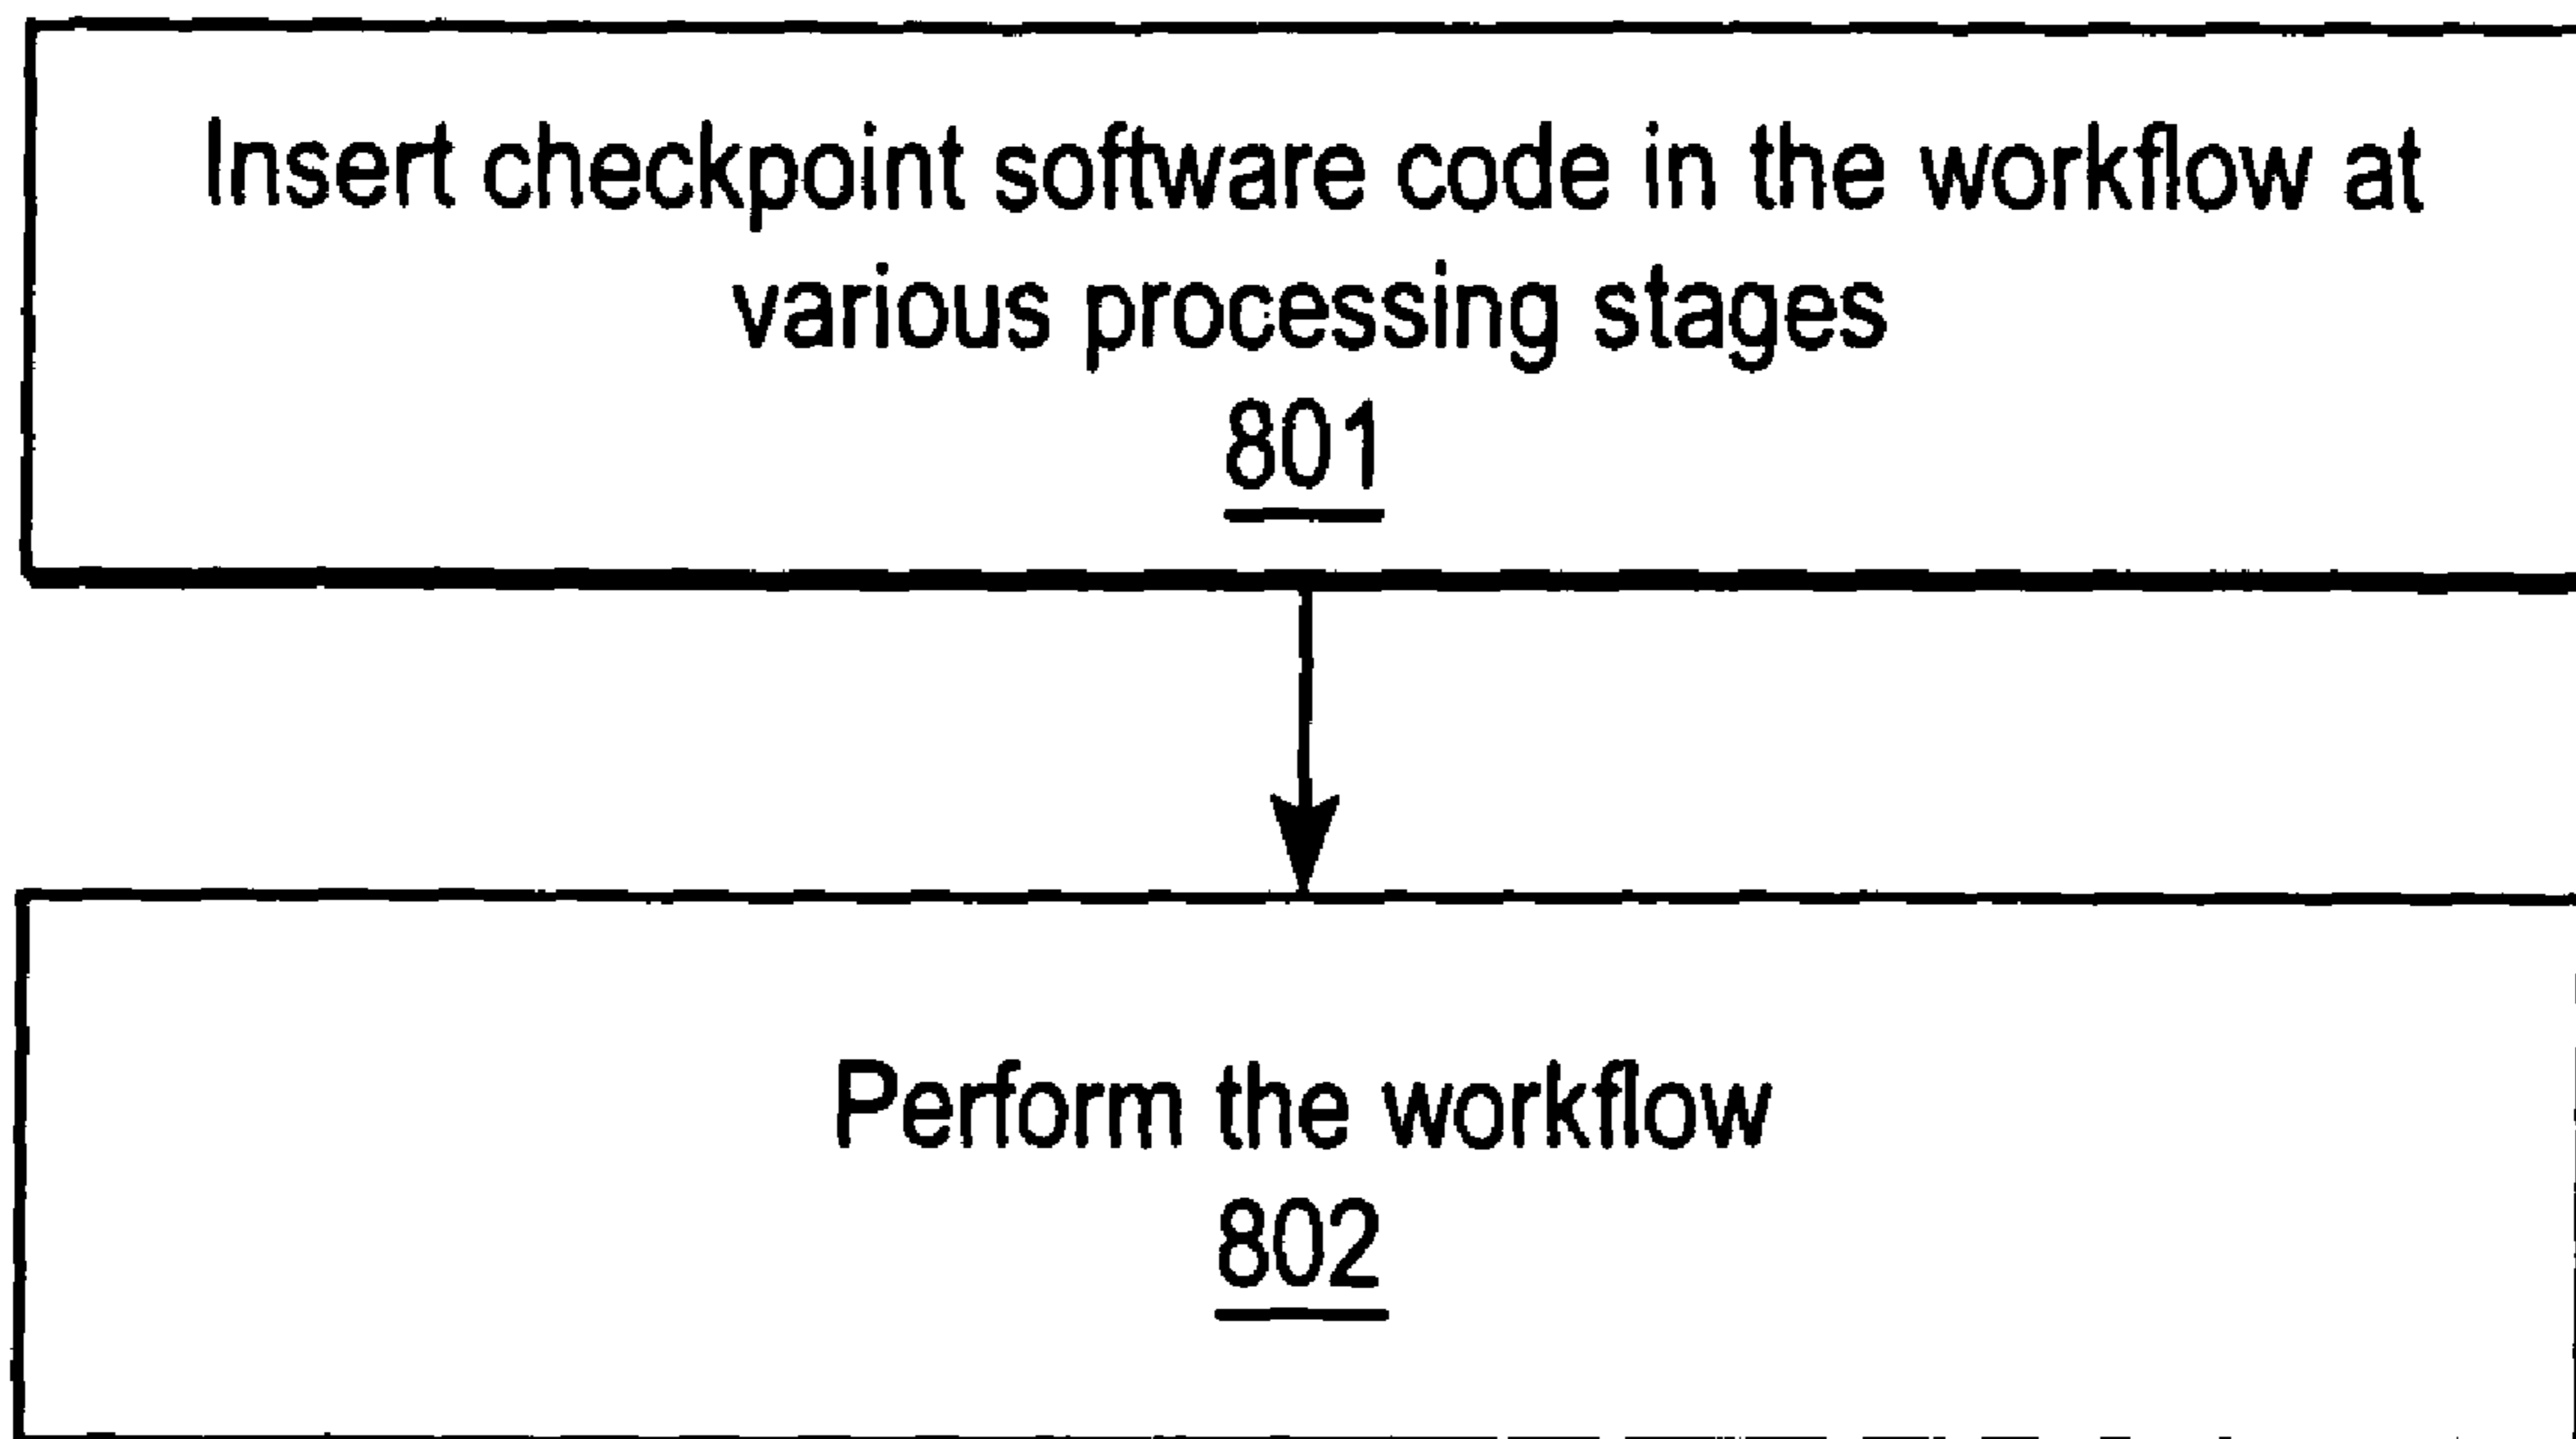 Insert checkpoint software code in the workflow at
various processing stages
801
Perform the workflow
802